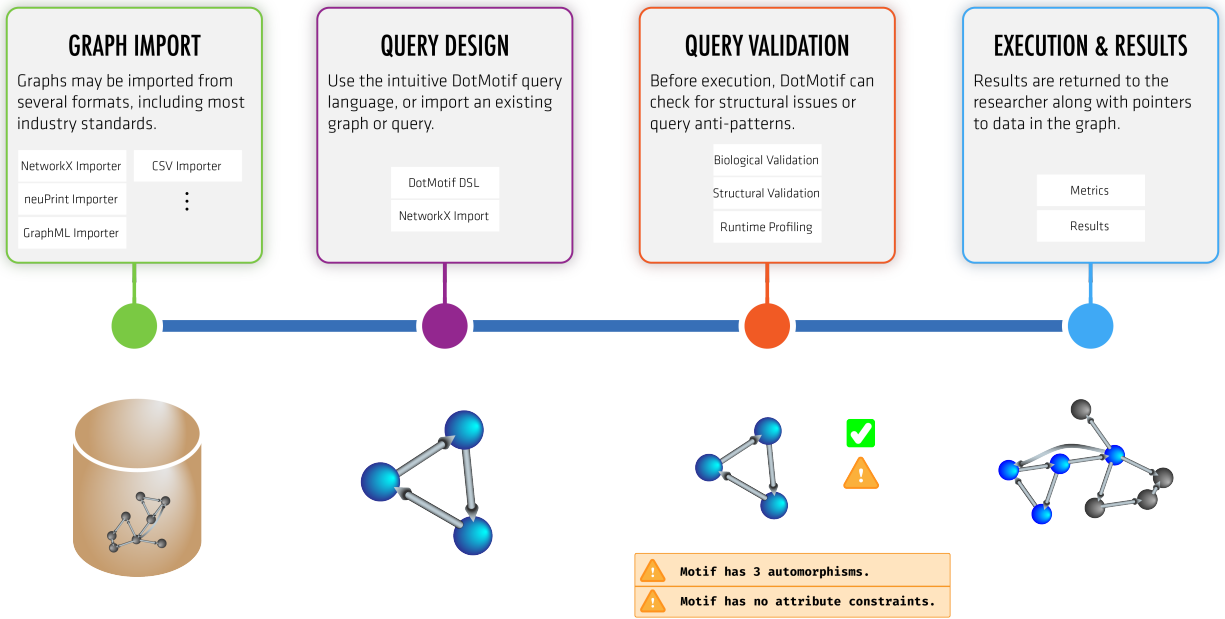 GRAPH IMPORT
Graphs may be imported from
several formats, including most
industry standards.
NetworkX Importer
CSV Importer
neuPrint Importer
GraphML Importer
QUERY DESIGN
Use the intuitive DotMotif query
language, or import an existing
graph or query.
DotMotif DSL
NetworkX Import
QUERY VALIDATION
Before execution, DotMotif can
check for structural issues or
query anti-patterns.
Biological Validation
Structural Validation
Runtime Profiling
EXECUTION & RESULTS
Results are returned to the
researcher along with pointers
to data in the graph.
Metrics
Results
Motif has 3 automorphisms.
Motif has no attribute constraints.